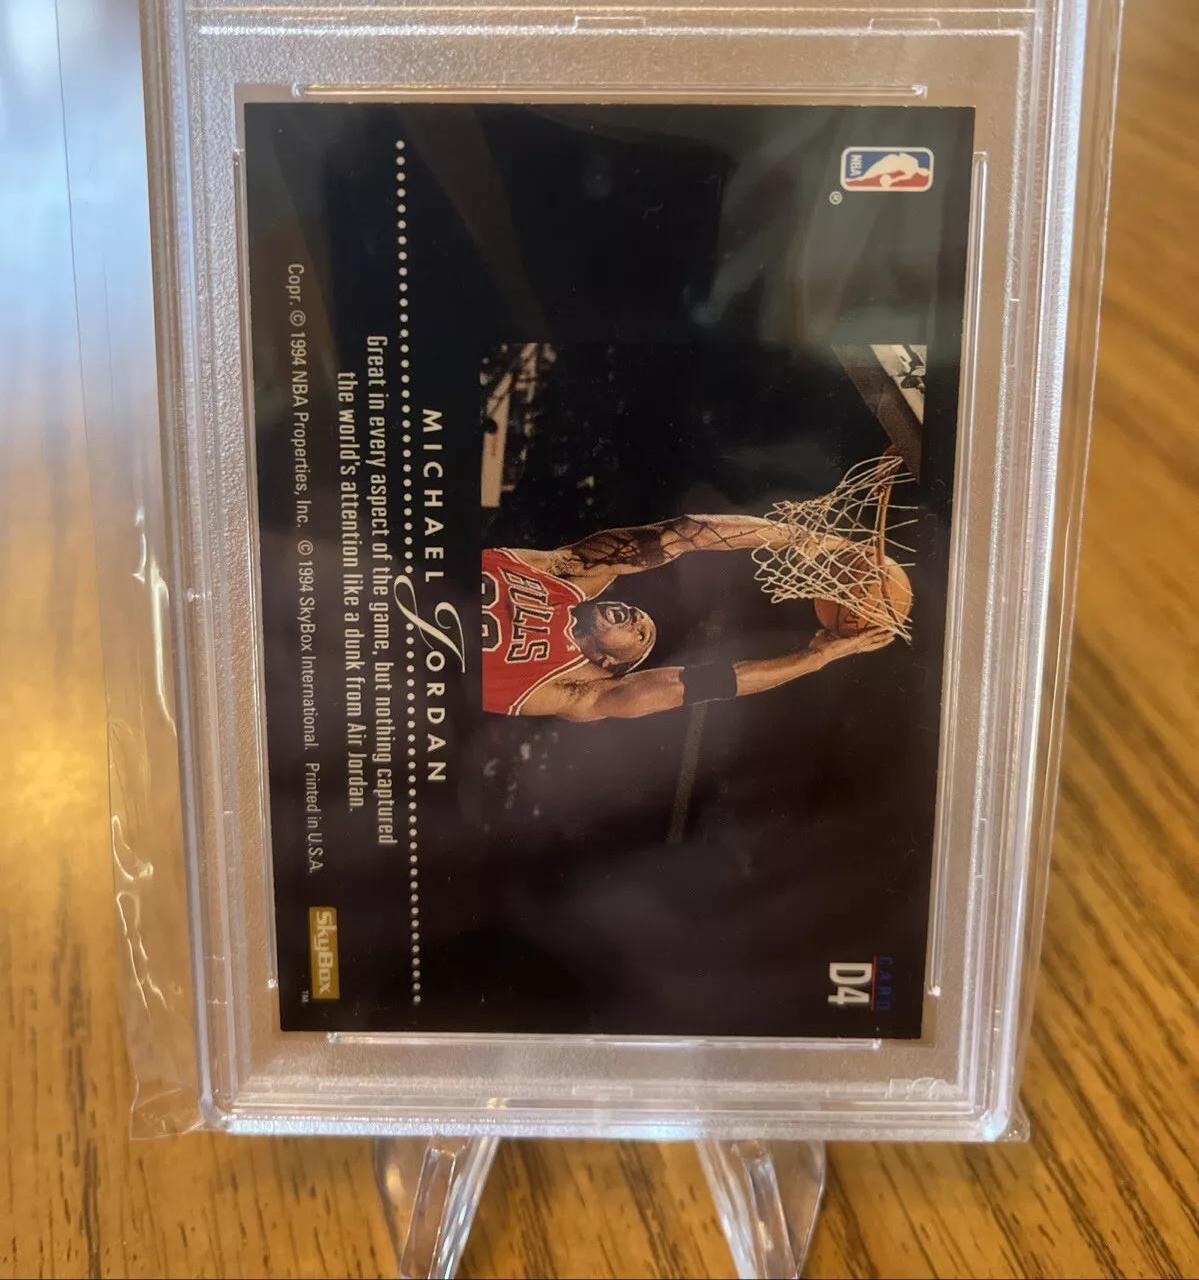 NBA
®
CARD
D4
BULLS
MICHAEL JORDAN
Great in every aspect of the game, but nothing captured
the world's attention like a dunk from Air Jordan.
Copr. © 1994 NBA Properties, Inc. © 1994 SkyBox International. Printed in U.S.A.
SkyBox
TM